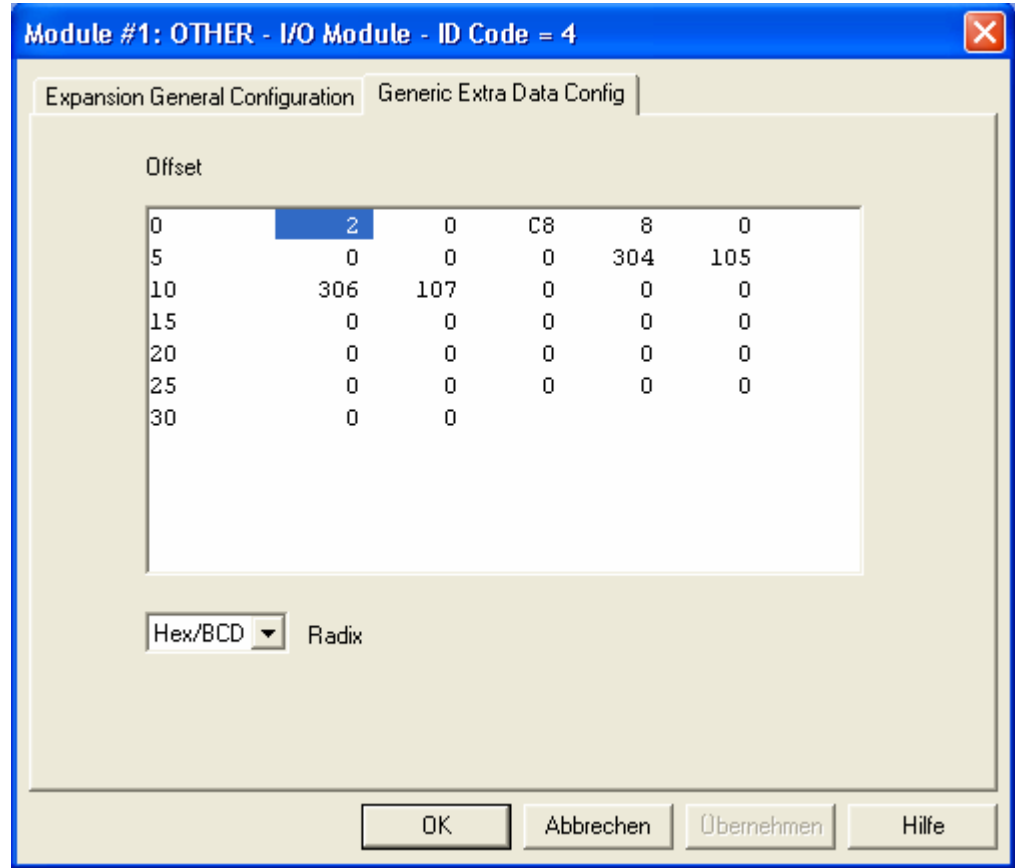 Module #1: OTHER - I/O Module - ID Code = 4
Expansion General Configuration Generic Extra Data Config
Offset
0 2 0 C8 8 0
5 0 0 0 304 105
10 306 107 0 0 0
15 0 0 0 0 0
20 0 0 0 0 0
25 0 0 0 0 0
30 0 0
Hex/BCD Radix
OK Abbrechen Übernehmen Hilfe